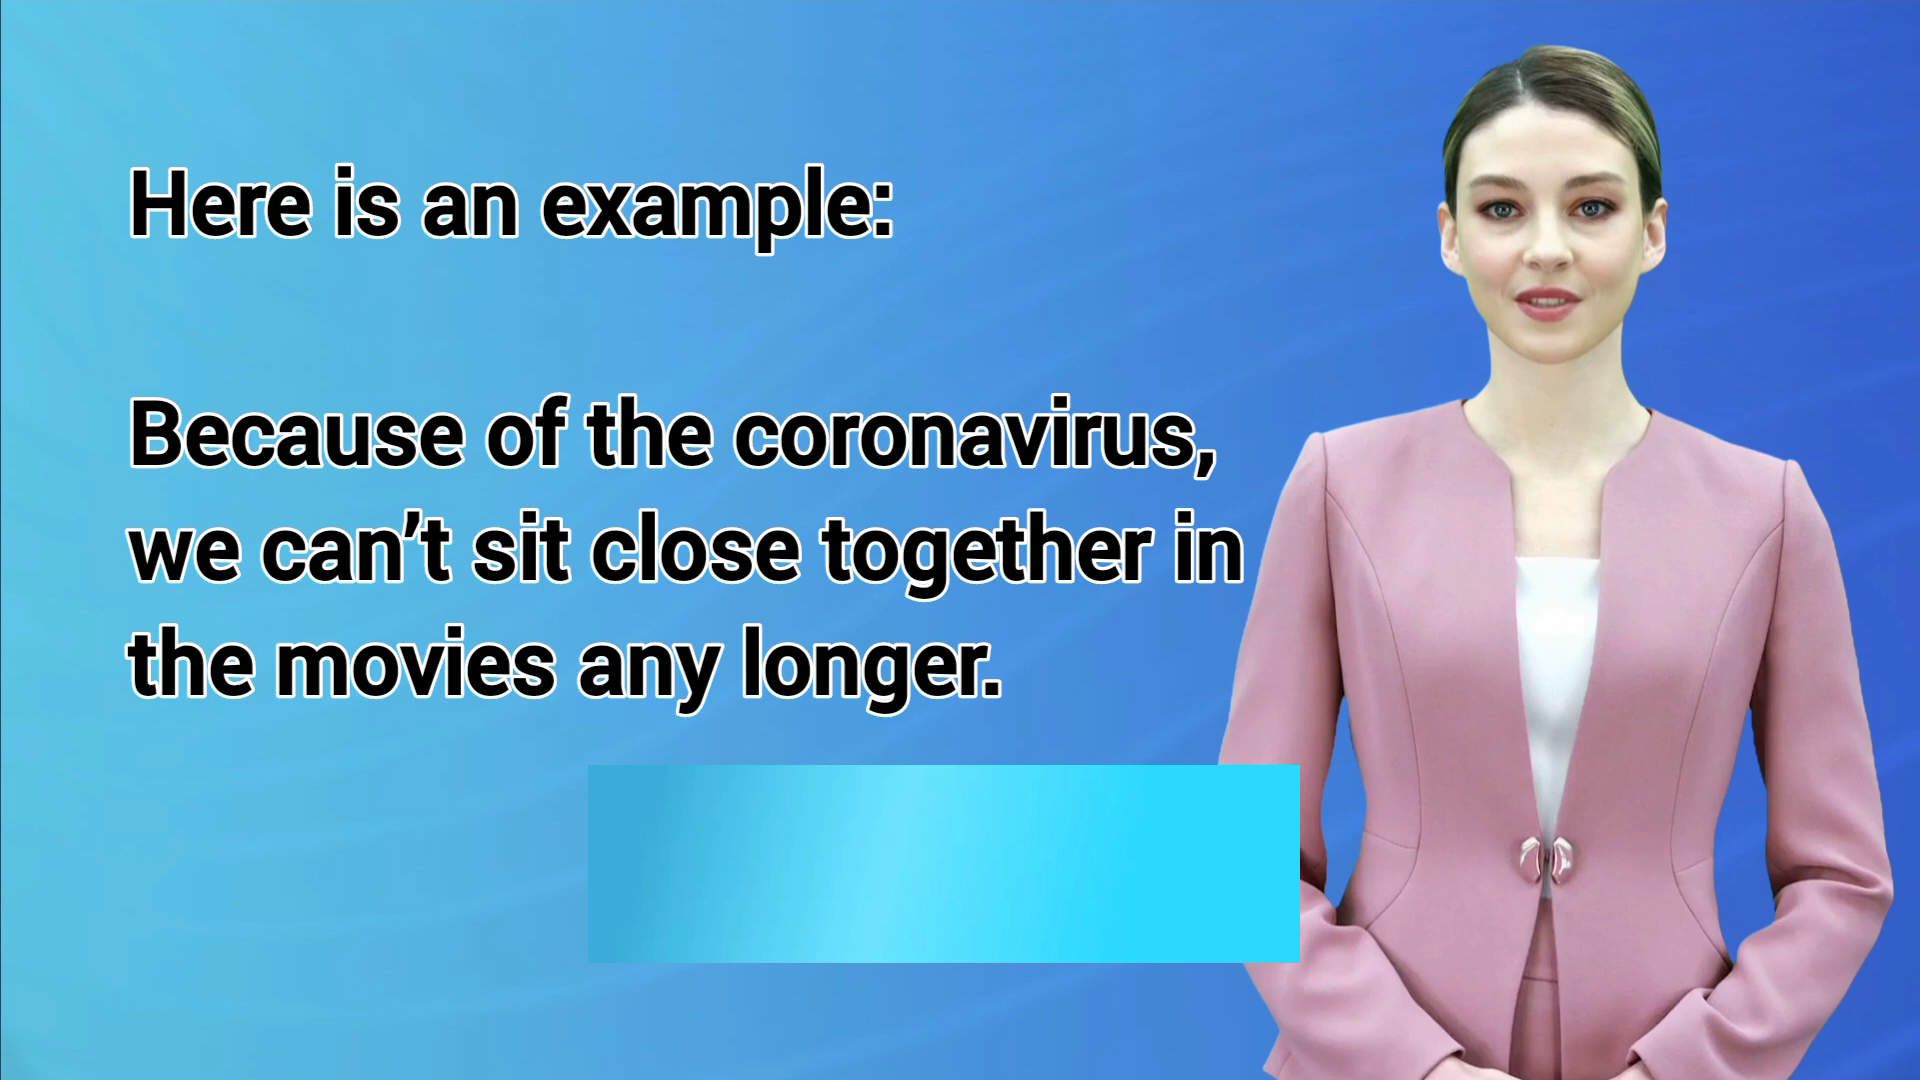 Here is an example:
Because of the coronavirus,
we can’t sit close together in
the movies any longer.